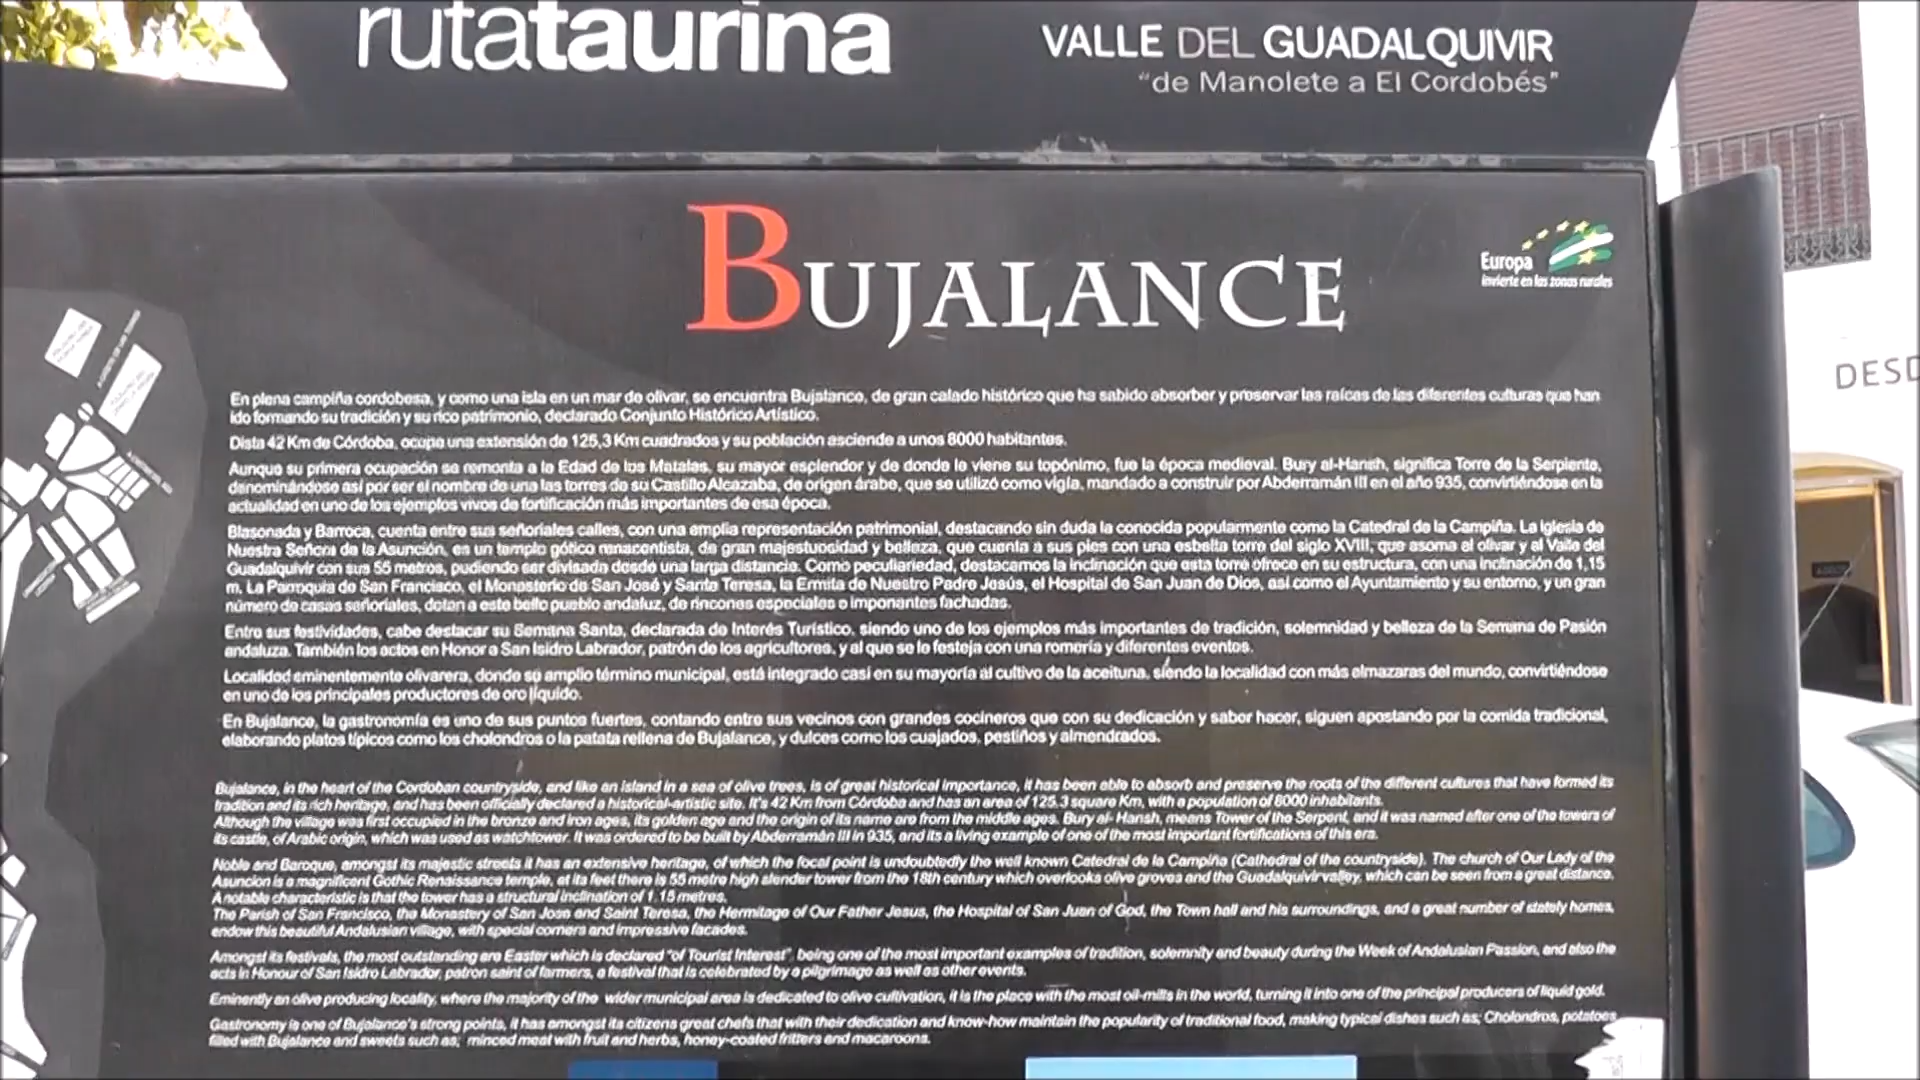 rutataurina
VALLE DEL GUADALQUIVIR
"de Manolete a El Cordobés"
BUJALANCE
Europa
invierte en las zonas rurales
DESD
En plena campiña cordobesa, y como una isla en un mar de olivar, se encuentra Bujalance, de gran calado histórico que ha sabido absorber y preservar las raíces de las diferentes culturas que han
ido formando su tradición y su rico patrimonio, declarado Conjunto Histórico Artístico.
Dista 42 Km de Córdoba, ocupa una extensión de 125,3 Km cuadrados y su población asciende a unos 8000 habitantes.
Aunque su primera ocupación se remonta a la Edad de los Metales, su mayor esplendor y de donde le viene su topónimo, fue la época medieval. Bury al-Hansh, significa Torre de la Serpiente,
denominándose así por ser el nombre de una las torres de su Castillo Alcazaba, de origen árabe, que se utilizó como vigía, mandado a construir por Abderramán III en el año 935, convirtiéndose en la
actualidad en uno de los ejemplos vivos de fortificación más importantes de esa época.
Blasonada y Barroca, cuenta entre sus señoriales calles, con una amplia representación patrimonial, destacando sin duda la conocida popularmente como la Catedral de la Campiña. La Iglesia de
Nuestra Señora de la Asunción, es un templo gótico renacentista, de gran majestuosidad y belleza, que cuenta a sus pies con una esbelta torre del siglo XVIII, que asoma al olivar y al Valle del
Guadalquivir con sus 55 metros, pudiendo ser divisada desde una larga distancia. Como peculiaridad, destacamos la inclinación que esta torre ofrece en su estructura, con una inclinación de 1,15
m. La Parroquia de San Francisco, el Monasterio de San José y Santa Teresa, la Ermita de Nuestro Padre Jesús, el Hospital de San Juan de Dios, así como el Ayuntamiento y su entorno, y un gran
número de casas señoriales, dotan a este bello pueblo andaluz, de rincones especiales e imponantes fachadas.
Entre sus festividades, cabe destacar su Semana Santa, declarada de Interés Turístico, siendo uno de los ejemplos más importantes de tradición, solemnidad y belleza de la Semana de Pasión
andaluza. También los actos en Honor a San Isidro Labrador, patrón de los agricultores, y al que se le festeja con una romería y diferentes eventos.
Localidad eminentemente olivarera, donde su amplio término municipal, está integrado casi en su mayoría al cultivo de la aceituna, siendo la localidad con más almazaras del mundo, convirtiéndose
en uno de los principales productores de oro líquido.
En Bujalance, la gastronomía es uno de sus puntos fuertes, contando entre sus vecinos con grandes cocineros que con su dedicación y saber hacer, siguen apostando por la comida tradicional,
elaborando platos típicos como los cholondros o la patata rellena de Bujalance, y dulces como los cuajados, pestiños y almendrados.
Bujalance, in the heart of the Cordoban countryside, and like an island in a sea of olive trees, is of great historical importance, it has been able to absorb and preserve the roots of the different cultures that have formed its
tradition and its rich heritage, and has been officially declared a historical-artistic site. It's 42 Km from Córdoba and has an area of 125.3 square Km, with a population of 8000 inhabitants.
Although the village was first occupied in the bronze and iron ages, its golden age and the origin of its name are from the middle ages. Bury al- Hansh, means Tower of the Serpent, and it was named after one of the towers of
its castle, of Arabic origin, which was used as watchtower. It was ordered to be built by Abderramán III in 935, and its a living example of one of the most important fortifications of this era.
Noble and Baroque, amongst its majestic streets it has an extensive heritage, of which the focal point is undoubtedly the well known Catedral de la Campiña (Cathedral of the countryside). The church of Our Lady of the
Asuncion is a magnificent Gothic Renaissance temple, at its feet there is 55 metre high slender tower from the 18th century which overlooks olive groves and the Guadalquivir valley, which can be seen from a great distance.
A notable characteristic is that the tower has a structural inclination of 1.15 metres.
The Parish of San Francisco, the Monastery of San Jose and Saint Teresa, the Hermitage of Our Father Jesus, the Hospital of San Juan of God, the Town hall and his surroundings, and a great number of stately homes,
endow this beautiful Andalusian village, with special corners and impressive facades.
Amongst its festivals, the most outstanding are Easter which is declared "of Tourist Interest", being one of the most important examples of tradition, solemnity and beauty during the Week of Andalusian Passion, and also the
acts in Honour of San Isidro Labrador, patron saint of farmers, a festival that is celebrated by a pilgrimage as well as other events.
Eminently an olive producing locality, where the majority of the wider municipal area is dedicated to olive cultivation, it is the place with the most oil-mills in the world, turning it into one of the principal producers of liquid gold.
Gastronomy is one of Bujalance's strong points, it has amongst its citizens great chefs that with their dedication and know-how maintain the popularity of traditional food, making typical dishes such as; Cholondros, potatoes
filled with Bujalance and sweets such as; minced meat with fruit and herbs, honey-coated fritters and macaroons.